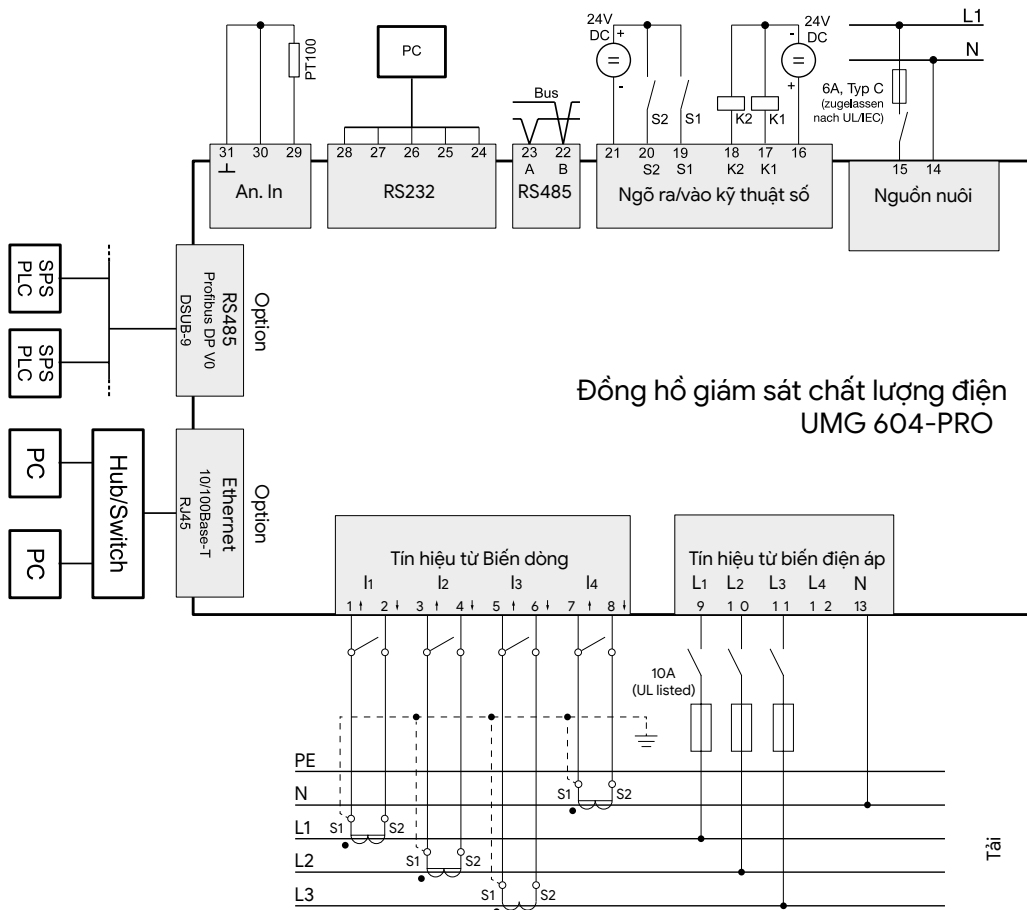 24V
DC
+
-
24V
DC
-
+
L1
N
PT100
PC
Bus
S2
S1
K2
K1
6A, Typ C
(zugelassen
nach UL/IEC)
31 30 29
28 27 26 25 24
23 22
A B
21 20 19 18 17 16
S2 S1 K2 K1
15 14
An. In
RS232
RS485
Ngõ ra/vào kỹ thuật số
Nguồn nuôi
SPS
PLC
SPS
PLC
RS485
Profibus DP V0
DSUB-9
Option
Đồng hồ giám sát chất lượng điện
UMG 604-PRO
PC
PC
Hub/Switch
Ethernet
10/100Base-T
RJ45
Option
Tín hiệu từ Biến dòng
I1 I2 I3 I4
1 2 3 4 5 6 7 8
Tín hiệu từ biến điện áp
L1 L2 L3 L4 N
9 10 11 12 13
10A
(UL listed)
PE
N
S1 S2
L1
S1 S2
L2
S1 S2
L3
S1 S2
Tải